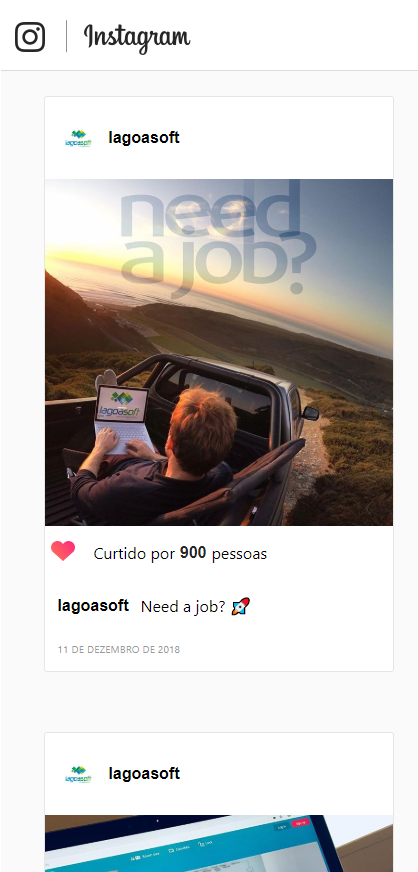 Instagram
lagoasoft
lagoasoft
need
a job?
lagoasoft
Curtido por 900 pessoas
lagoasoft Need a job? 🚀
11 DE DEZEMBRO DE 2018
lagoasoft
lagoasoft